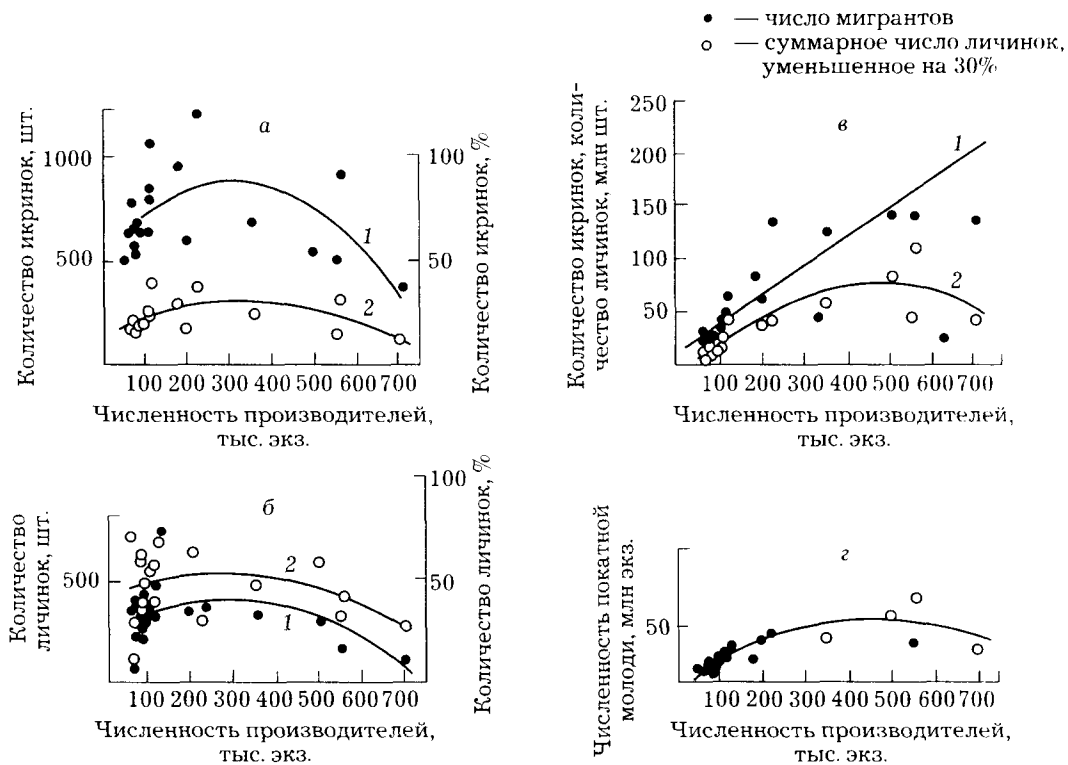 — число мигрантов
— суммарное число личинок,
уменьшенное на 30%
а
Количество икринок, шт.
1000
500
Количество икринок, %
100
50
1
2
100 200 300 400 500 600 700
Численность производителей,
тыс. экз.
в
Количество икринок, коли-
чество личинок, млн шт.
250
200
150
100
50
1
2
100 200 300 400 500 600 700
Численность производителей,
тыс. экз.
б
Количество
личинок, шт.
500
Количество личинок, %
100
50
2
1
100 200 300 400 500 600 700
Численность производителей,
тыс. экз.
г
Численность покатной
молоди, млн экз.
50
100 200 300 400 500 600 700
Численность производителей,
тыс. экз.